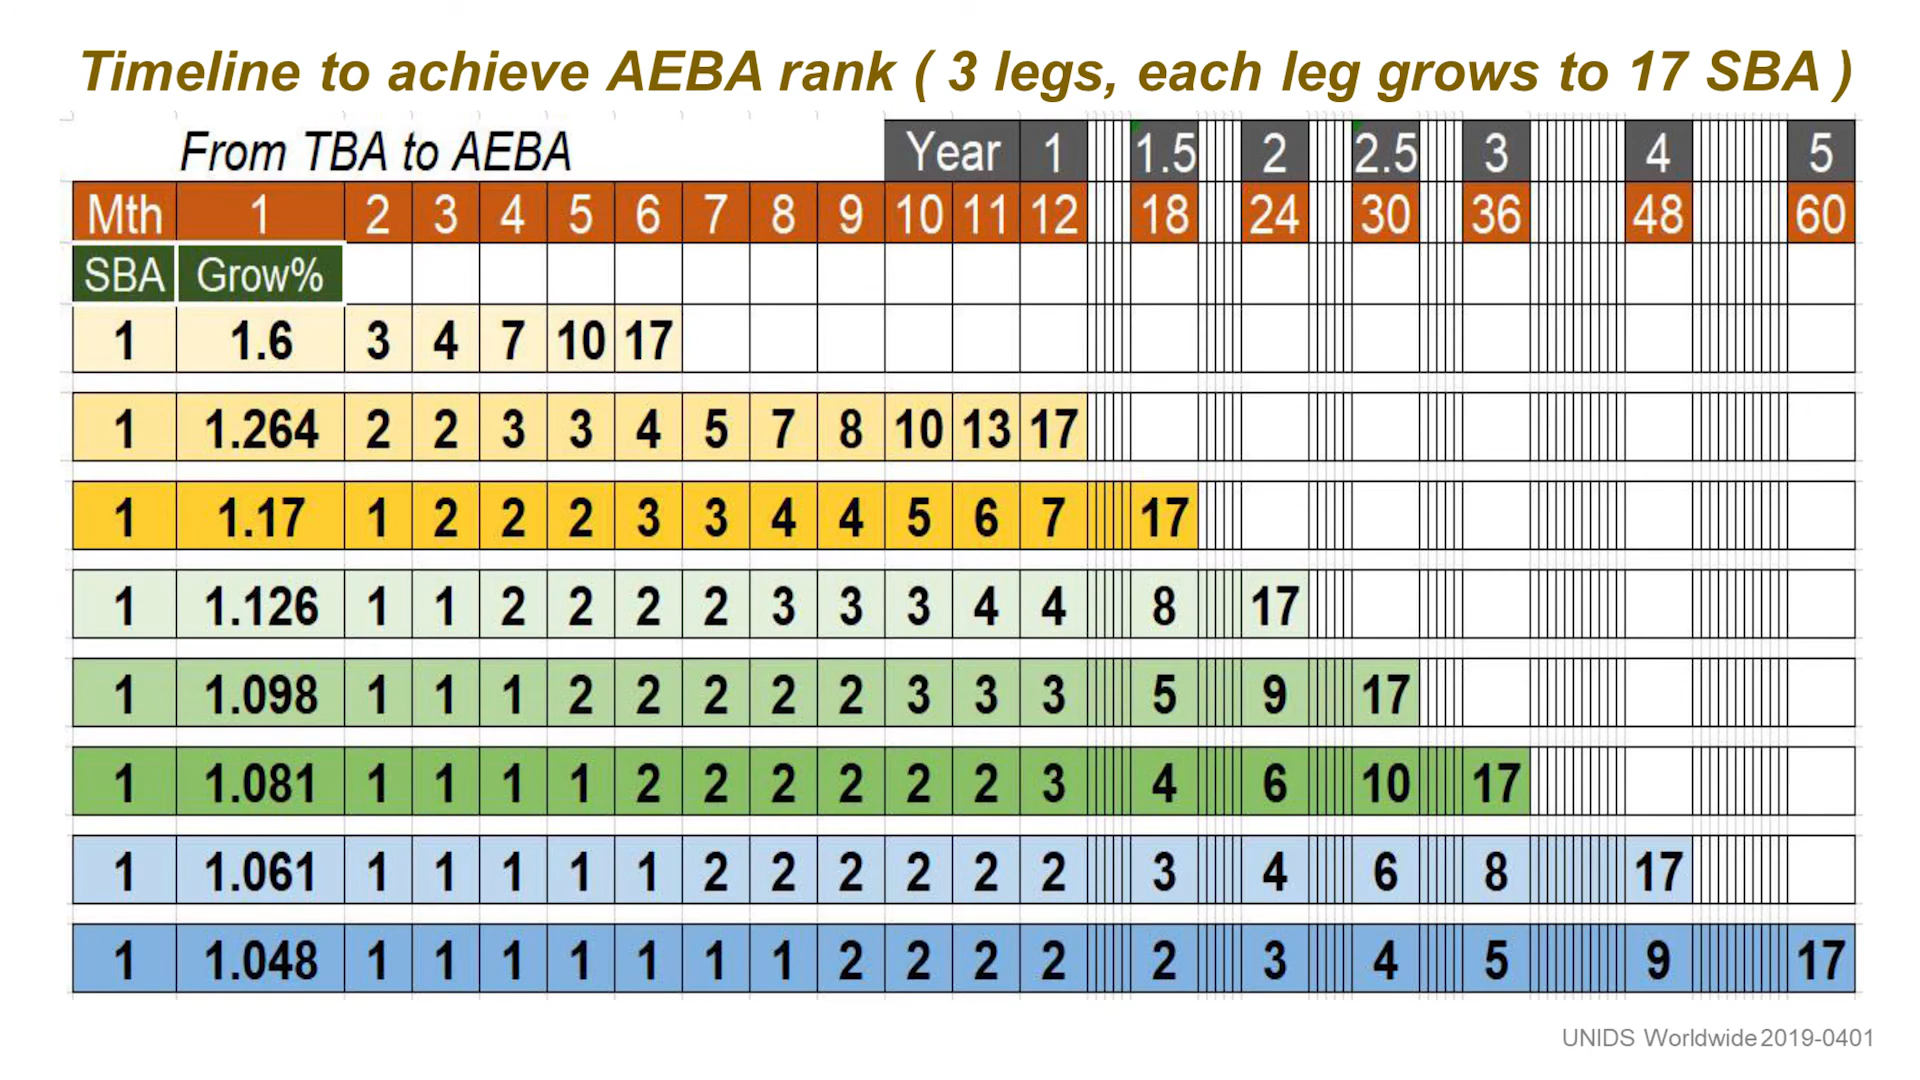 Timeline to achieve AEBA rank ( 3 legs, each leg grows to 17 SBA )
From TBA to AEBA Year 1 1.5 2 2.5 3 4 5
Mth 1 2 3 4 5 6 7 8 9 10 11 12 18 24 30 36 48 60
SBA Grow%
1 1.6 3 4 7 10 17
1 1.264 2 2 3 3 4 5 7 8 10 13 17
1 1.17 1 2 2 2 3 3 4 4 5 6 7 17
1 1.126 1 1 2 2 2 2 3 3 3 4 4 8 17
1 1.098 1 1 1 2 2 2 2 2 3 3 3 5 9 17
1 1.081 1 1 1 1 2 2 2 2 2 2 3 4 6 10 17
1 1.061 1 1 1 1 1 2 2 2 2 2 2 3 4 6 8 17
1 1.048 1 1 1 1 1 1 1 2 2 2 2 2 3 4 5 9 17
UNIDS Worldwide 2019-0401